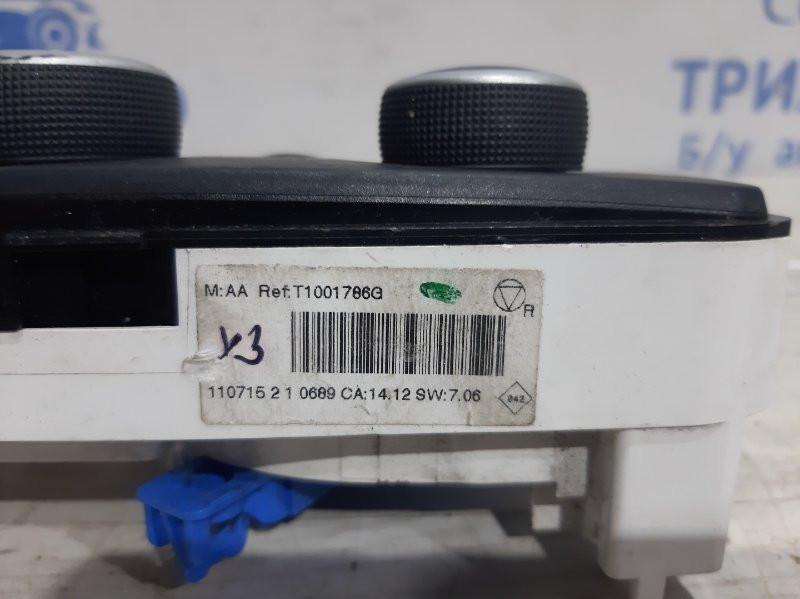 ТРИ
Б/у а
M:AA Ref:T1001786G
R
у3
110715 2 1 0689 CA:14.12 SW:7.06